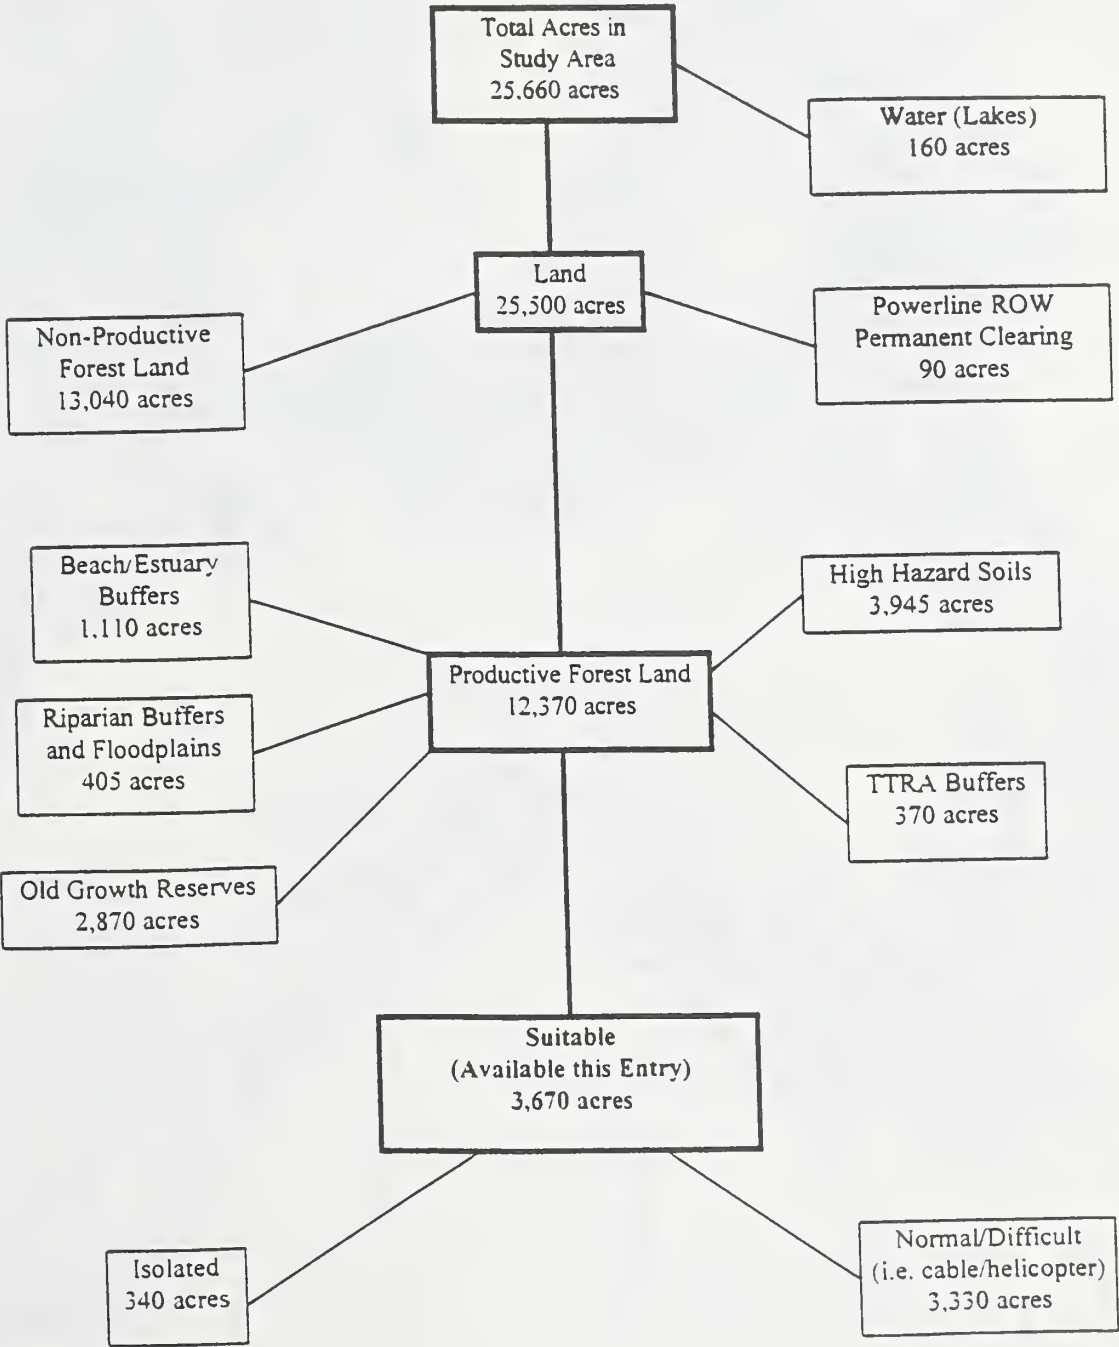 Total Acres in
Study Area
25,660 acres
Water (Lakes)
160 acres
Land
25,500 acres
Non-Productive
Forest Land
13,040 acres
Powerline ROW
Permanent Clearing
90 acres
Beach/Estuary
Buffers
1,110 acres
High Hazard Soils
3,945 acres
Productive Forest Land
12,370 acres
Riparian Buffers
and Floodplains
405 acres
TTRA Buffers
370 acres
Old Growth Reserves
2,870 acres
Suitable
(Available this Entry)
3,670 acres
Isolated
340 acres
Normal/Difficult
(i.e. cable/helicopter)
3,330 acres